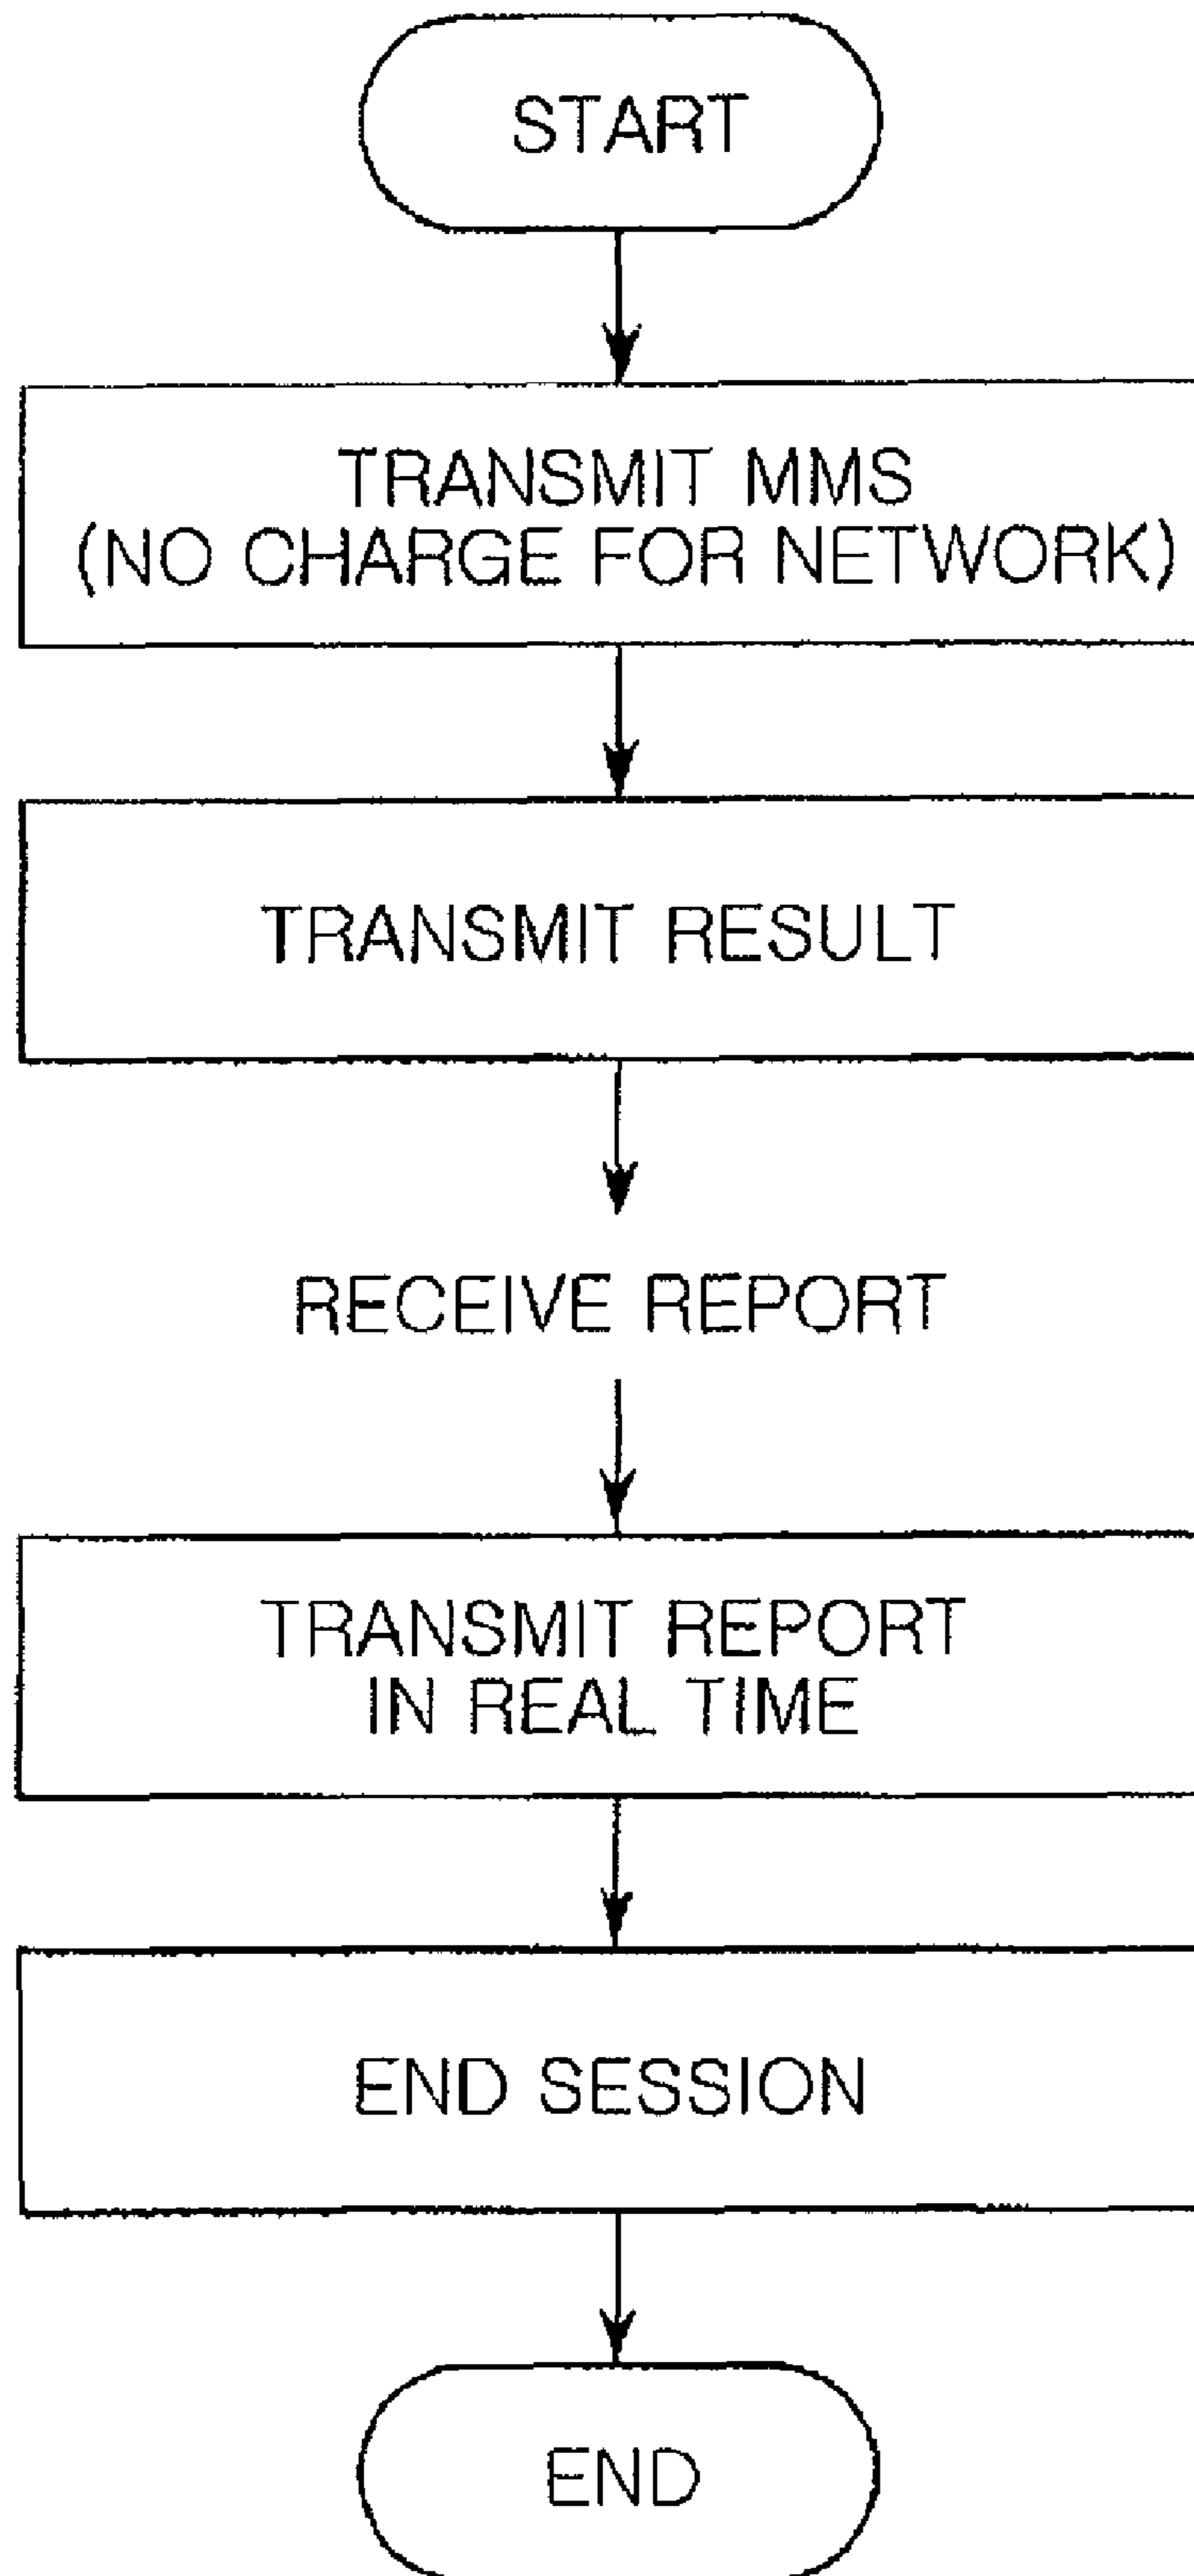 START
TRANSMIT MMS
(NO CHARGE FOR NETWORK)
TRANSMIT RESULT
RECEIVE REPORT
TRANSMIT REPORT
IN REAL TIME
END SESSION
END